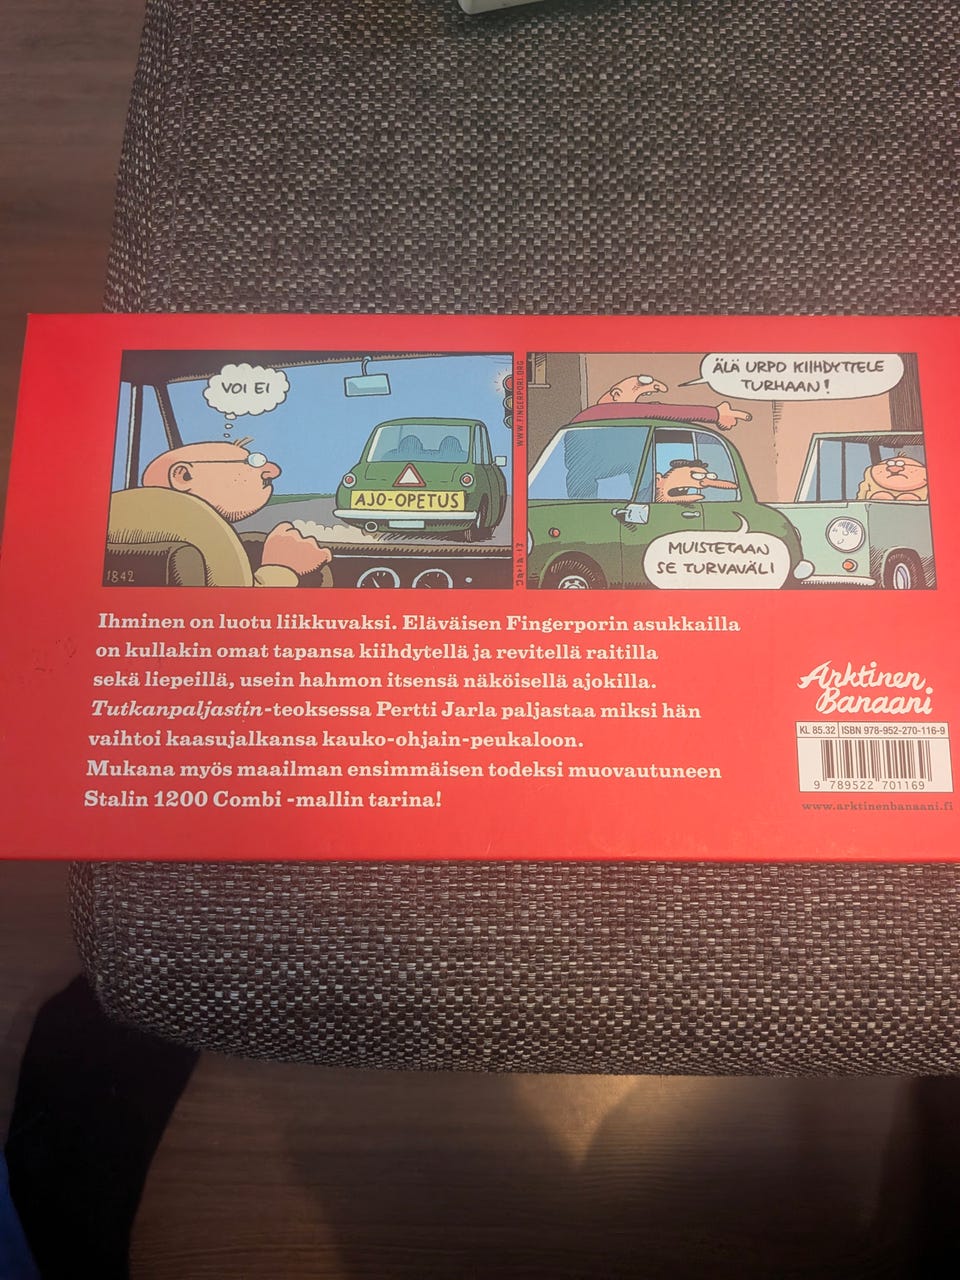 VOI EI
AJO-OPETUS
1842
WWW.FINGERPORI.ORG
ÄLÄ URPO KIIHDYTTELE
TURHAAN!
MUISTETAAN
SE TURVAVÄLI
Ihminen on luotu liikkuvaksi. Eläväisen Fingerporin asukkailla
on kullakin omat tapansa kiihdytellä ja revitellä raitilla
sekä liepeillä, usein hahmon itsensä näköisellä ajokilla.
Tutkanpaljastin-teoksessa Pertti Jarla paljastaa miksi hän
vaihtoi kaasujalkansa kauko-ohjain-peukaloon.
Mukana myös maailman ensimmäisen todeksi muovautuneen
Stalin 1200 Combi -mallin tarina!
Arktinen
Banaani
KL 85.32 ISBN 978-952-270-116-9
9 789522 701169
www.arktinenbanaani.fi